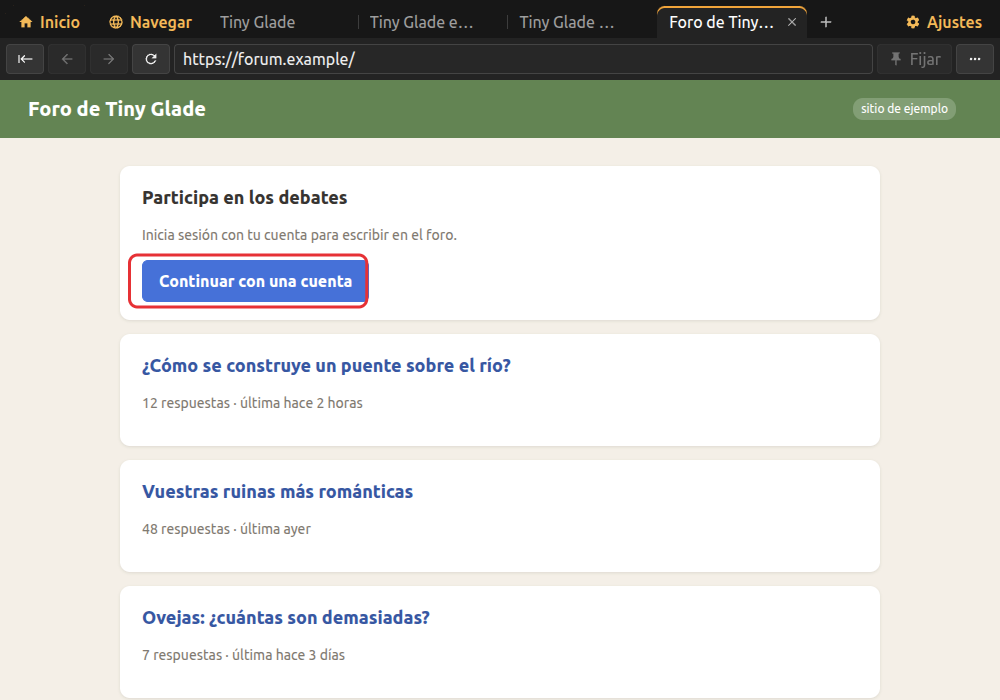 Inicio
Navegar
Tiny Glade
Tiny Glade e...
Tiny Glade ...
Foro de Tiny...
Ajustes
https://forum.example/
Fijar
Foro de Tiny Glade
sitio de ejemplo
Participa en los debates
Inicia sesión con tu cuenta para escribir en el foro.
Continuar con una cuenta
¿Cómo se construye un puente sobre el río?
12 respuestas · última hace 2 horas
Vuestras ruinas más románticas
48 respuestas · última ayer
Ovejas: ¿cuántas son demasiadas?
7 respuestas · última hace 3 días